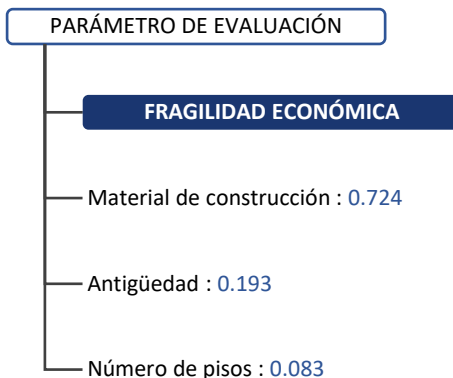 PARÁMETRO DE EVALUACIÓN
FRAGILIDAD ECONÓMICA
Material de construcción : 0.724
Antigüedad : 0.193
Número de pisos : 0.083